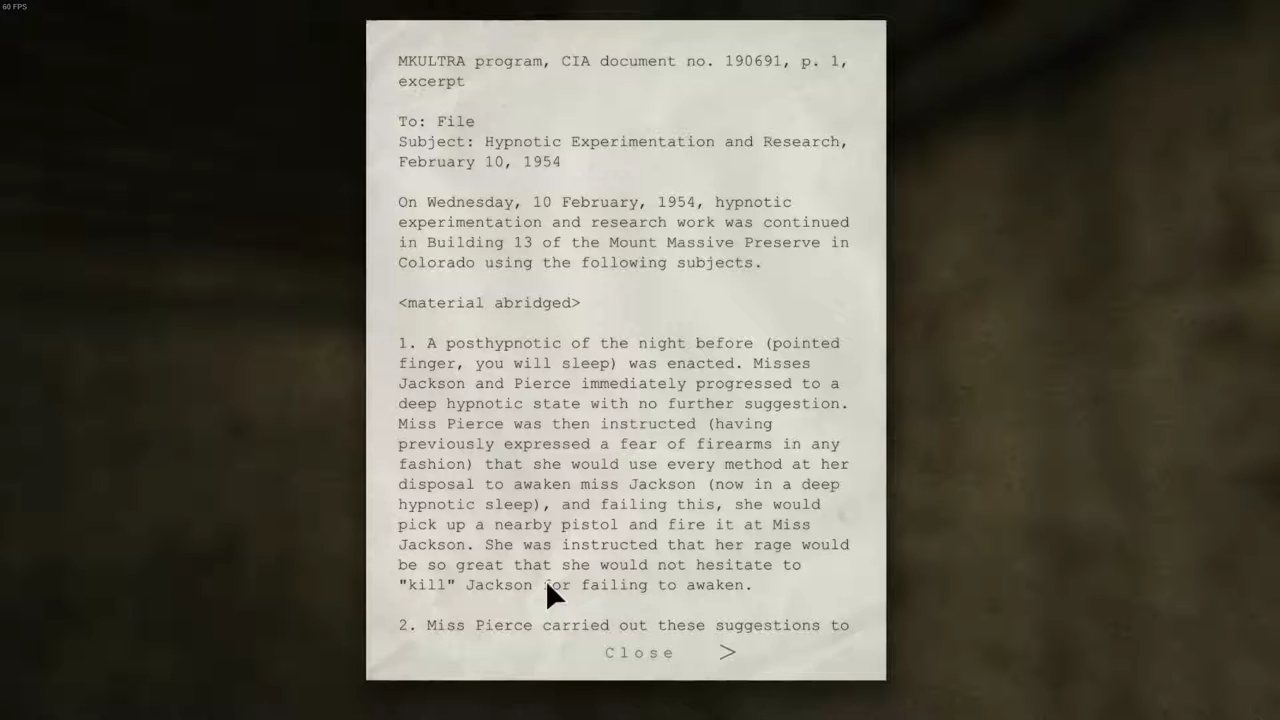 60 FPS
MKULTRA program, CIA document no. 190691, p. 1,
excerpt
To: File
Subject: Hypnotic Experimentation and Research,
February 10, 1954
On Wednesday, 10 February, 1954, hypnotic
experimentation and research work was continued
in Building 13 of the Mount Massive Preserve in
Colorado using the following subjects.
<material abridged>
1. A posthypnotic of the night before (pointed
finger, you will sleep) was enacted. Misses
Jackson and Pierce immediately progressed to a
deep hypnotic state with no further suggestion.
Miss Pierce was then instructed (having
previously expressed a fear of firearms in any
fashion) that she would use every method at her
disposal to awaken miss Jackson (now in a deep
hypnotic sleep), and failing this, she would
pick up a nearby pistol and fire it at Miss
Jackson. She was instructed that her rage would
be so great that she would not hesitate to
"kill" Jackson for failing to awaken.
2. Miss Pierce carried out these suggestions to
Close >